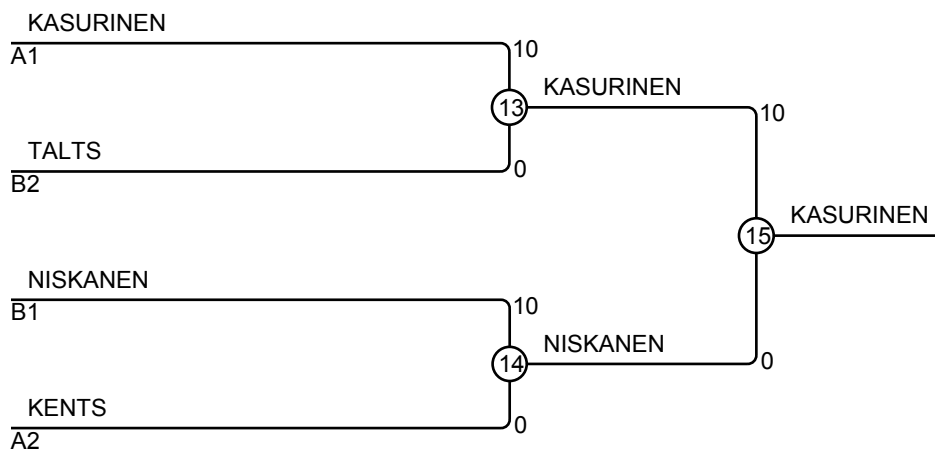 KASURINEN
A1
10
13
KASURINEN
10
TALTS
B2
0
15
KASURINEN
NISKANEN
B1
10
14
NISKANEN
0
KENTS
A2
0